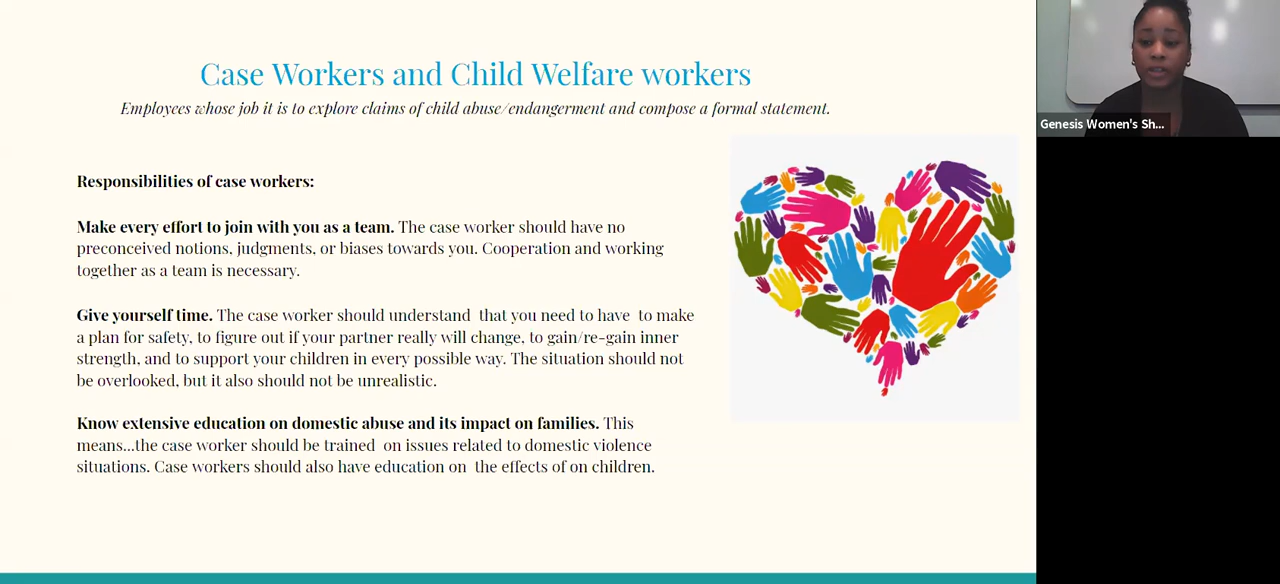 Case Workers and Child Welfare workers
Employees whose job it is to explore claims of child abuse/endangerment and compose a formal statement.
Genesis Women's Sh...
Responsibilities of case workers:
Make every effort to join with you as a team. The case worker should have no
preconceived notions, judgments, or biases towards you. Cooperation and working
together as a team is necessary.
Give yourself time. The case worker should understand  that you need to have  to make
a plan for safety, to figure out if your partner really will change, to gain/re-gain inner
strength, and to support your children in every possible way. The situation should not
be overlooked, but it also should not be unrealistic.
Know extensive education on domestic abuse and its impact on families. This
means...the case worker should be trained  on issues related to domestic violence
situations. Case workers should also have education on  the effects of on children.